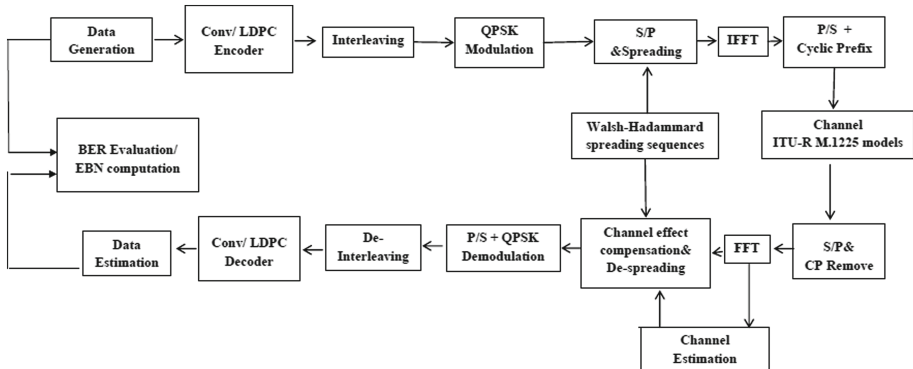 Data
Generation
Conv/ LDPC
Encoder
Interleaving
QPSK
Modulation
S/P
&Spreading
IFFT
P/S +
Cyclic Prefix
BER Evaluation/
EBN computation
Walsh-Hadammard
spreading sequences
Channel
ITU-R M.1225 models
Data
Estimation
Conv/ LDPC
Decoder
De-
Interleaving
P/S + QPSK
Demodulation
Channel effect
compensation&
De-spreading
FFT
S/P&
CP Remove
Channel
Estimation